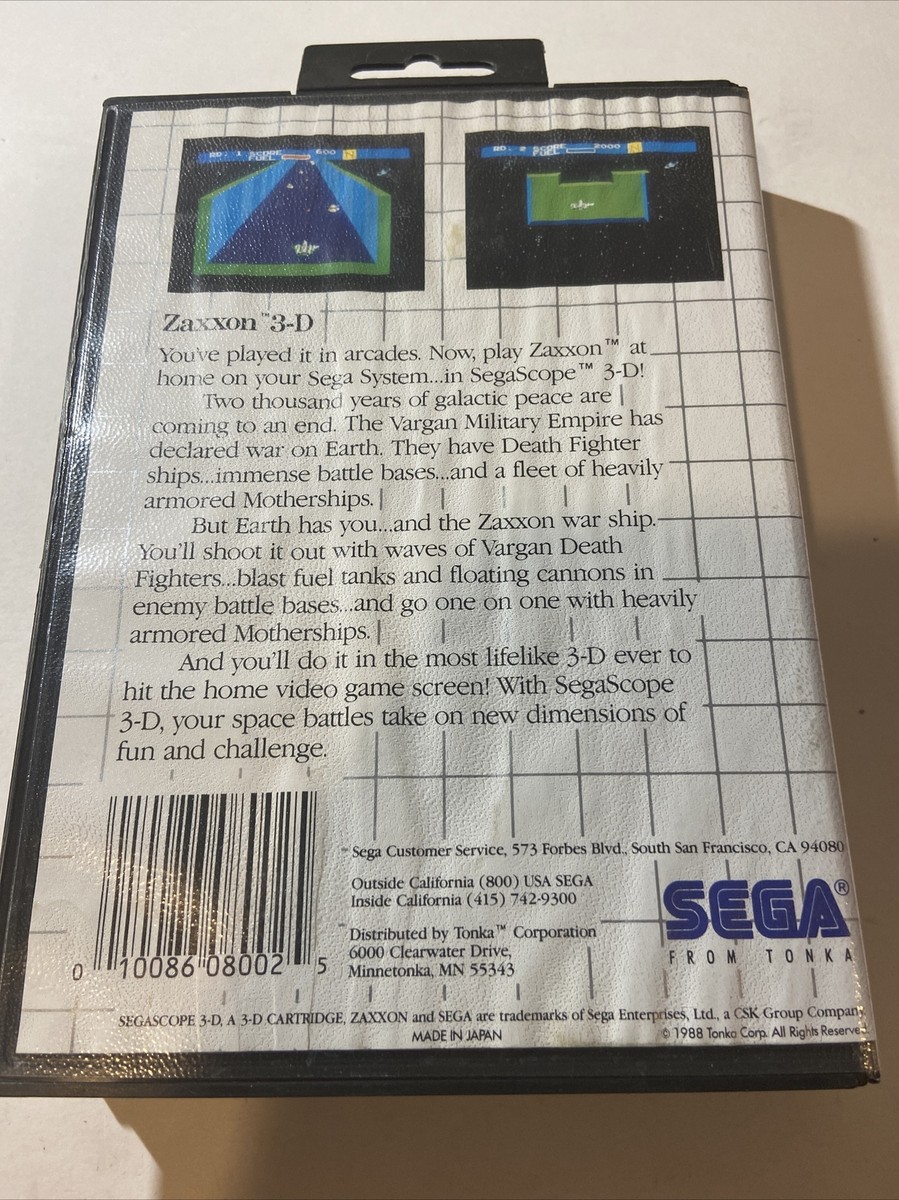 RD. 1 SCORE 600 N
FUEL
RD. 2 SCORE 2000 N
FUEL
Zaxxon™ 3-D
You've played it in arcades. Now, play Zaxxon™ at
home on your Sega System...in SegaScope™ 3-D!
Two thousand years of galactic peace are
coming to an end. The Vargan Military Empire has
declared war on Earth. They have Death Fighter
ships...immense battle bases...and a fleet of heavily
armored Motherships.
But Earth has you...and the Zaxxon war ship.
You'll shoot it out with waves of Vargan Death
Fighters...blast fuel tanks and floating cannons in
enemy battle bases...and go one on one with heavily
armored Motherships.
And you'll do it in the most lifelike 3-D ever to
hit the home video game screen! With SegaScope
3-D, your space battles take on new dimensions of
fun and challenge.
Sega Customer Service, 573 Forbes Blvd., South San Francisco, CA 94080
Outside California (800) USA SEGA
Inside California (415) 742-9300
Distributed by Tonka™ Corporation
6000 Clearwater Drive,
Minnetonka, MN 55343
SEGA®
FROM TONKA
0 10086 08002 5
SEGASCOPE 3-D, A 3-D CARTRIDGE, ZAXXON and SEGA are trademarks of Sega Enterprises, Ltd., a CSK Group Company
MADE IN JAPAN
© 1988 Tonka Corp. All Rights Reserve